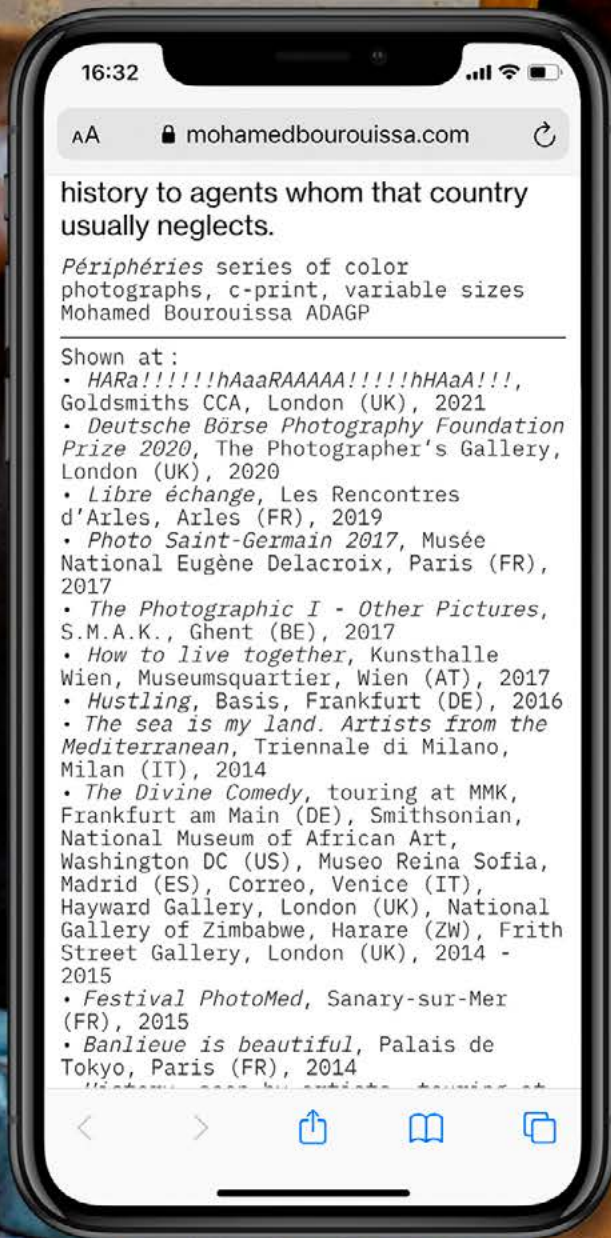 16:32
AA mohamedbourouissa.com
history to agents whom that country
usually neglects.
Périphéries series of color
photographs, c-print, variable sizes
Mohamed Bourouissa ADAGP
Shown at :
• HARa!!!!!!hAaaRAAAAA!!!!!hHAaA!!!,
Goldsmiths CCA, London (UK), 2021
• Deutsche Börse Photography Foundation
Prize 2020, The Photographer's Gallery,
London (UK), 2020
• Libre échange, Les Rencontres
d'Arles, Arles (FR), 2019
• Photo Saint-Germain 2017, Musée
National Eugène Delacroix, Paris (FR),
2017
• The Photographic I - Other Pictures,
S.M.A.K., Ghent (BE), 2017
• How to live together, Kunsthalle
Wien, Museumsquartier, Wien (AT), 2017
• Hustling, Basis, Frankfurt (DE), 2016
• The sea is my land. Artists from the
Mediterranean, Triennale di Milano,
Milan (IT), 2014
• The Divine Comedy, touring at MMK,
Frankfurt am Main (DE), Smithsonian,
National Museum of African Art,
Washington DC (US), Museo Reina Sofia,
Madrid (ES), Correo, Venice (IT),
Hayward Gallery, London (UK), National
Gallery of Zimbabwe, Harare (ZW), Frith
Street Gallery, London (UK), 2014 -
2015
• Festival PhotoMed, Sanary-sur-Mer
(FR), 2015
• Banlieue is beautiful, Palais de
Tokyo, Paris (FR), 2014